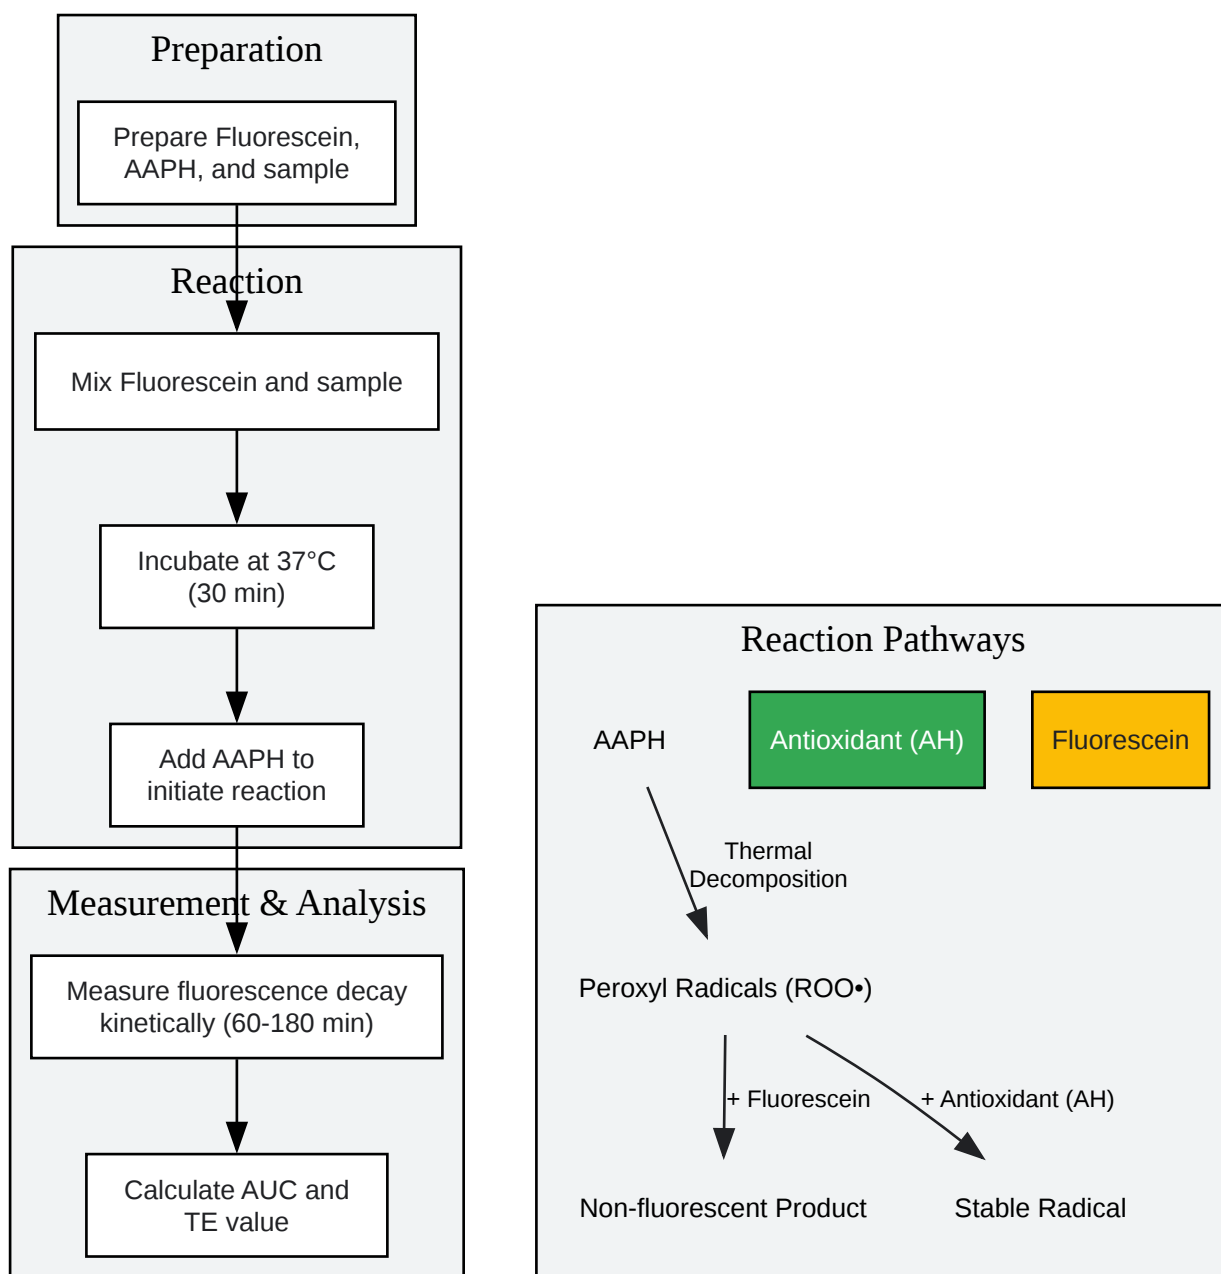 Preparation
Prepare Fluorescein,
AAPH, and sample
Reaction
Mix Fluorescein and sample
Incubate at 37°C
(30 min)
Add AAPH to
initiate reaction
Measurement & Analysis
Measure fluorescence decay
kinetically (60-180 min)
Calculate AUC and
TE value
Reaction Pathways
AAPH
Antioxidant (AH)
Fluorescein
Thermal
Decomposition
Peroxyl Radicals (ROO•)
+ Fluorescein
+ Antioxidant (AH)
Non-fluorescent Product
Stable Radical